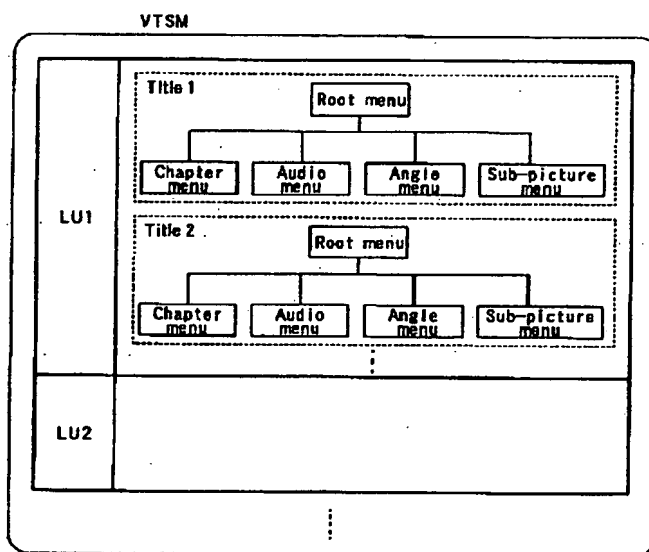 VTSM
LU1
Title 1
Root menu
Chapter menu
Audio menu
Angle menu
Sub-picture menu
Title 2
Root menu
Chapter menu
Audio menu
Angle menu
Sub-picture menu
LU2